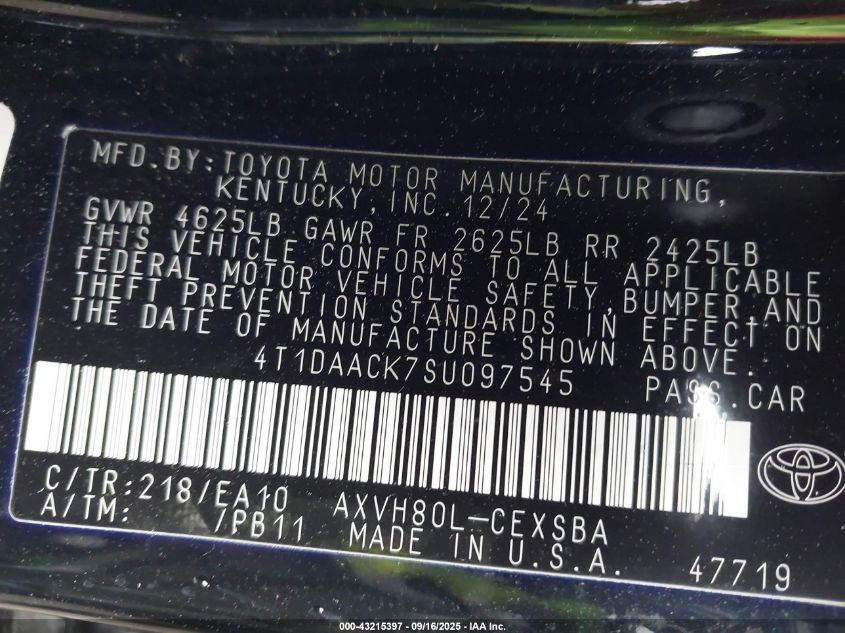 MFD.BY:TOYOTA MOTOR MANUFACTURING,
KENTUCKY,INC.12/24
GVWR 4625LB GAWR FR 2625LB RR 2425LB
THIS VEHICLE CONFORMS TO ALL APPLICABLE
FEDERAL MOTOR VEHICLE SAFETY,BUMPER,AND
THEFT PREVENTION STANDARDS IN EFFECT ON
THE DATE OF MANUFACTURE SHOWN ABOVE.
4T1DAACK7SU097545 PASS.CAR
C/TR:218/EA10 AXVH80L-CEXSBA
A/TM: /PB11 MADE IN U.S.A.
47719
000-43215397 - 09/16/2025 - IAA Inc.